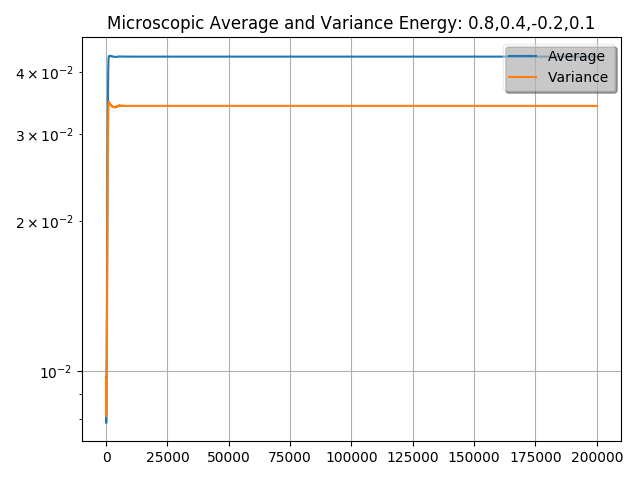 Microscopic Average and Variance Energy: 0.8,0.4,-0.2,0.1
Average
Variance
4 × 10⁻²
3 × 10⁻²
2 × 10⁻²
10⁻²
0 25000 50000 75000 100000 125000 150000 175000 200000